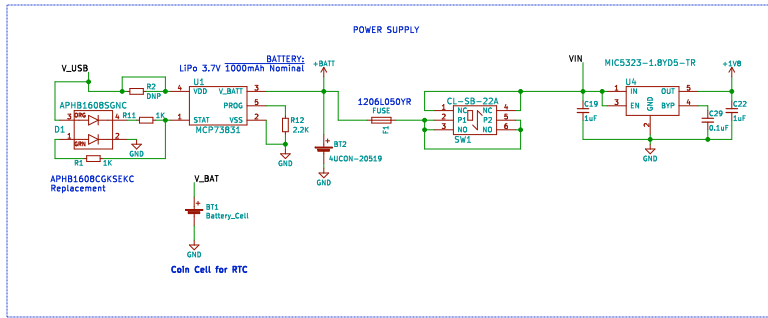 POWER SUPPLY
BATTERY:
LiPo 3.7V 1000mAh Nominal
+BATT
VIN
MIC5323-1.8YD5-TR
+1V8
V_USB
R2
DNP
U1
4 VDD V_BATT 3
PROG 5
1 STAT VSS 2
MCP73831
APHB1608SGNC
3 ORG 4
R11 1K
D1
1 GRN 2
GND
R1 1K
R12
2.2K
GND
1206L050YR
FUSE
F1
CL-SB-22A
1 NC NC 4
2 P1 P2 5
3 NO NO 6
SW1
BT2
4UCON-20519
GND
C19
1uF
U4
1 IN OUT 5
3 EN BYP 4
GND
2
GND
C29
0.1uF
C22
1uF
APHB1608CGKSEKC
Replacement
V_BAT
BT1
Battery_Cell
GND
Coin Cell for RTC